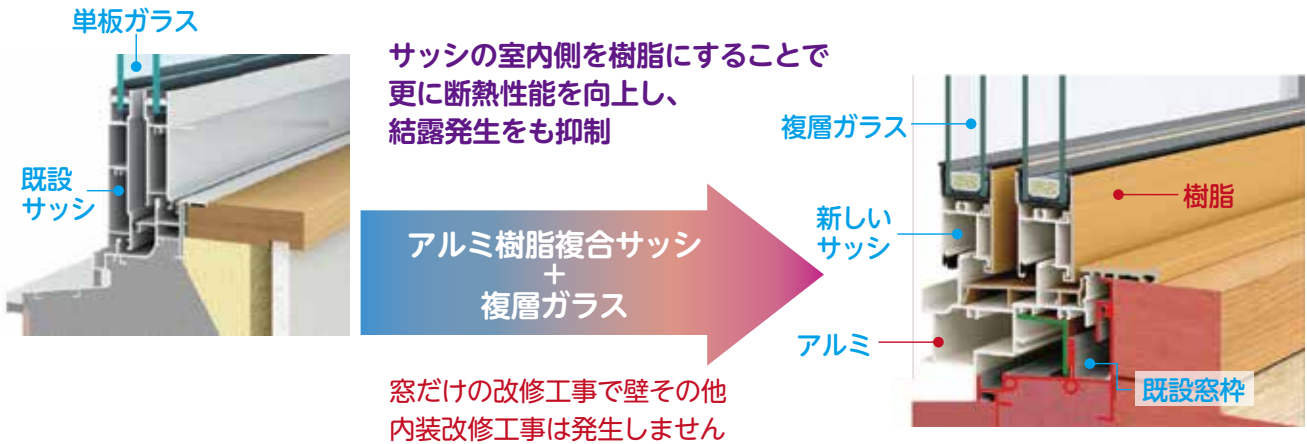 単板ガラス
既設
サッシ
サッシの室内側を樹脂にすることで
更に断熱性能を向上し、
結露発生をも抑制
アルミ樹脂複合サッシ
+
複層ガラス
窓だけの改修工事で壁その他
内装改修工事は発生しません
複層ガラス
樹脂
新しい
サッシ
アルミ
既設窓枠